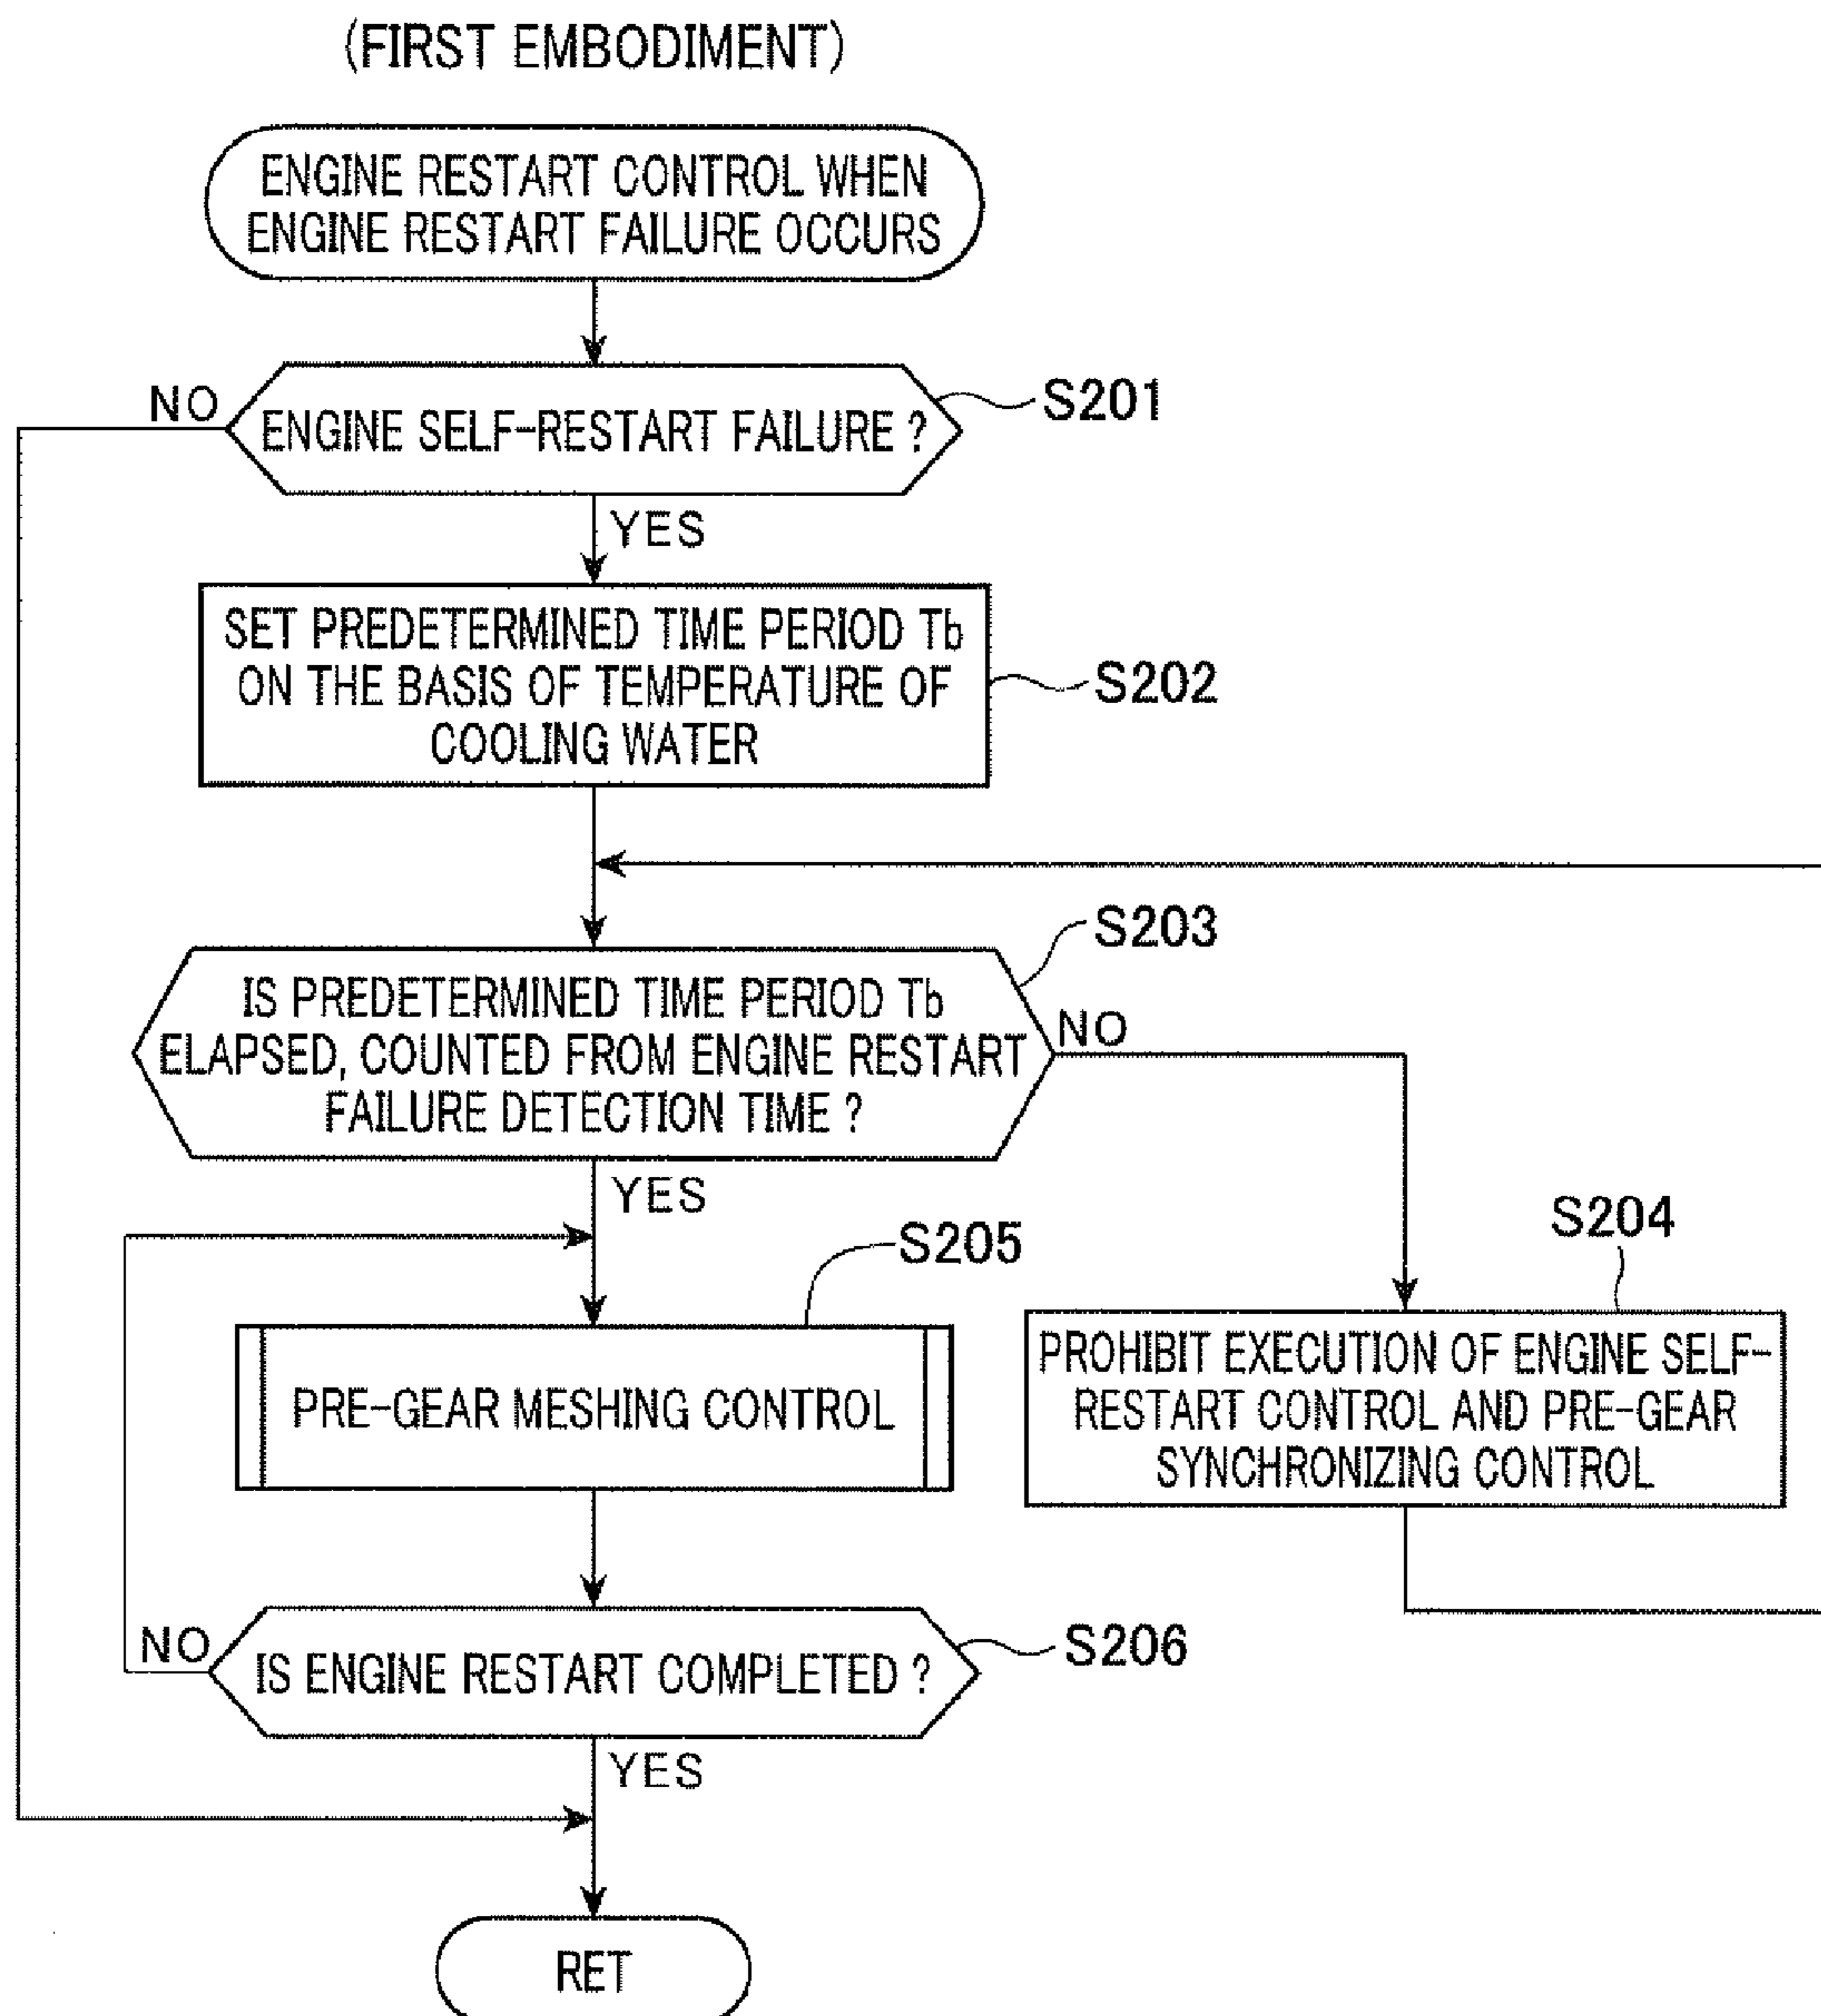 (FIRST EMBODIMENT)
ENGINE RESTART CONTROL WHEN
ENGINE RESTART FAILURE OCCURS
NO
ENGINE SELF-RESTART FAILURE ?
S201
YES
SET PREDETERMINED TIME PERIOD Tb
ON THE BASIS OF TEMPERATURE OF
COOLING WATER
S202
S203
IS PREDETERMINED TIME PERIOD Tb
ELAPSED, COUNTED FROM ENGINE RESTART
FAILURE DETECTION TIME ?
NO
YES
S204
PROHIBIT EXECUTION OF ENGINE SELF-
RESTART CONTROL AND PRE-GEAR
SYNCHRONIZING CONTROL
S205
PRE-GEAR MESHING CONTROL
NO
IS ENGINE RESTART COMPLETED ?
S206
YES
RET